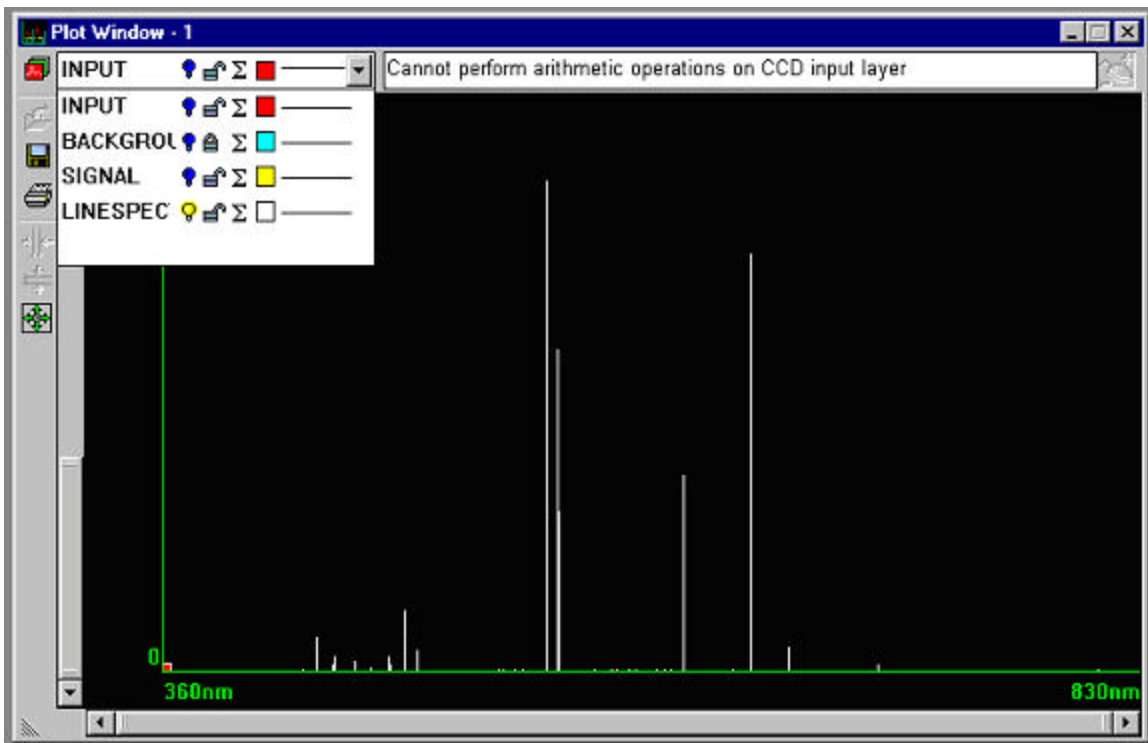 Plot Window - 1
INPUT Σ
Cannot perform arithmetic operations on CCD input layer
INPUT Σ
BACKGROU Σ
SIGNAL Σ
LINESPEC Σ
0
360nm 830nm